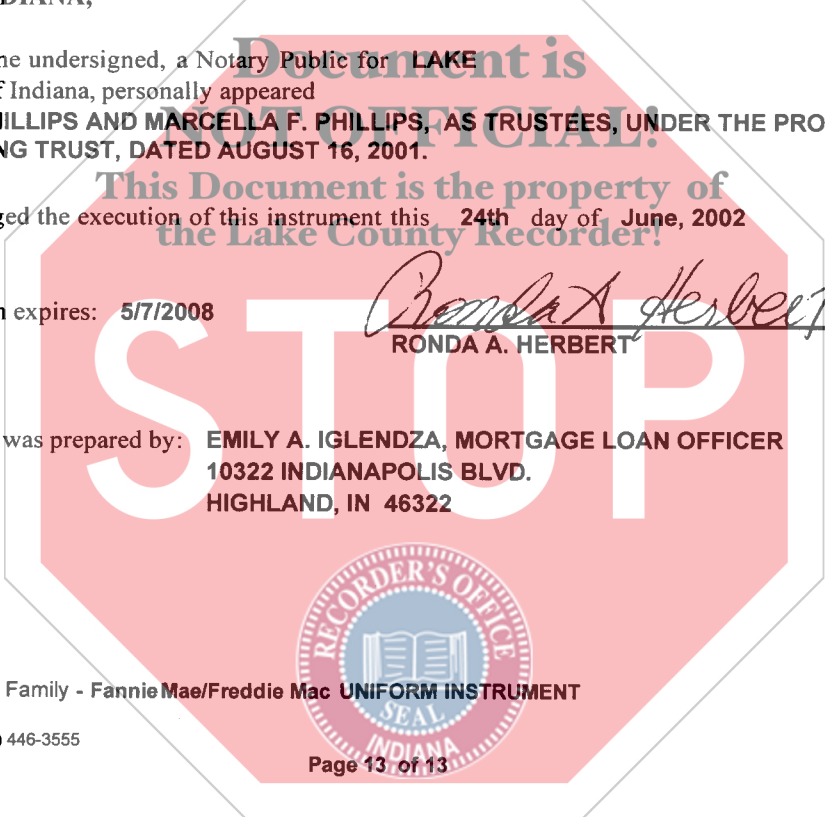 DIANA,
ne undersigned, a Notary Public for LAKE
Document is
f Indiana, personally appeared
NOT OFFICIAL!
ILLIPS AND MARCELLA F. PHILLIPS, AS TRUSTEES, UNDER THE PRO
NG TRUST, DATED AUGUST 16, 2001.
This Document is the property of
ged the execution of this instrument this 24th day of June, 2002
the Lake County Recorder!
Ronda A Herbert
n expires: 5/7/2008
RONDA A. HERBERT
STOP
was prepared by: EMILY A. IGLENDZA, MORTGAGE LOAN OFFICER
10322 INDIANAPOLIS BLVD.
HIGHLAND, IN 46322
RECORDER'S OFFICE
Family - Fannie Mae/Freddie Mac UNIFORM INSTRUMENT
SEAL
446-3555
INDIANA
Page 13 of 13